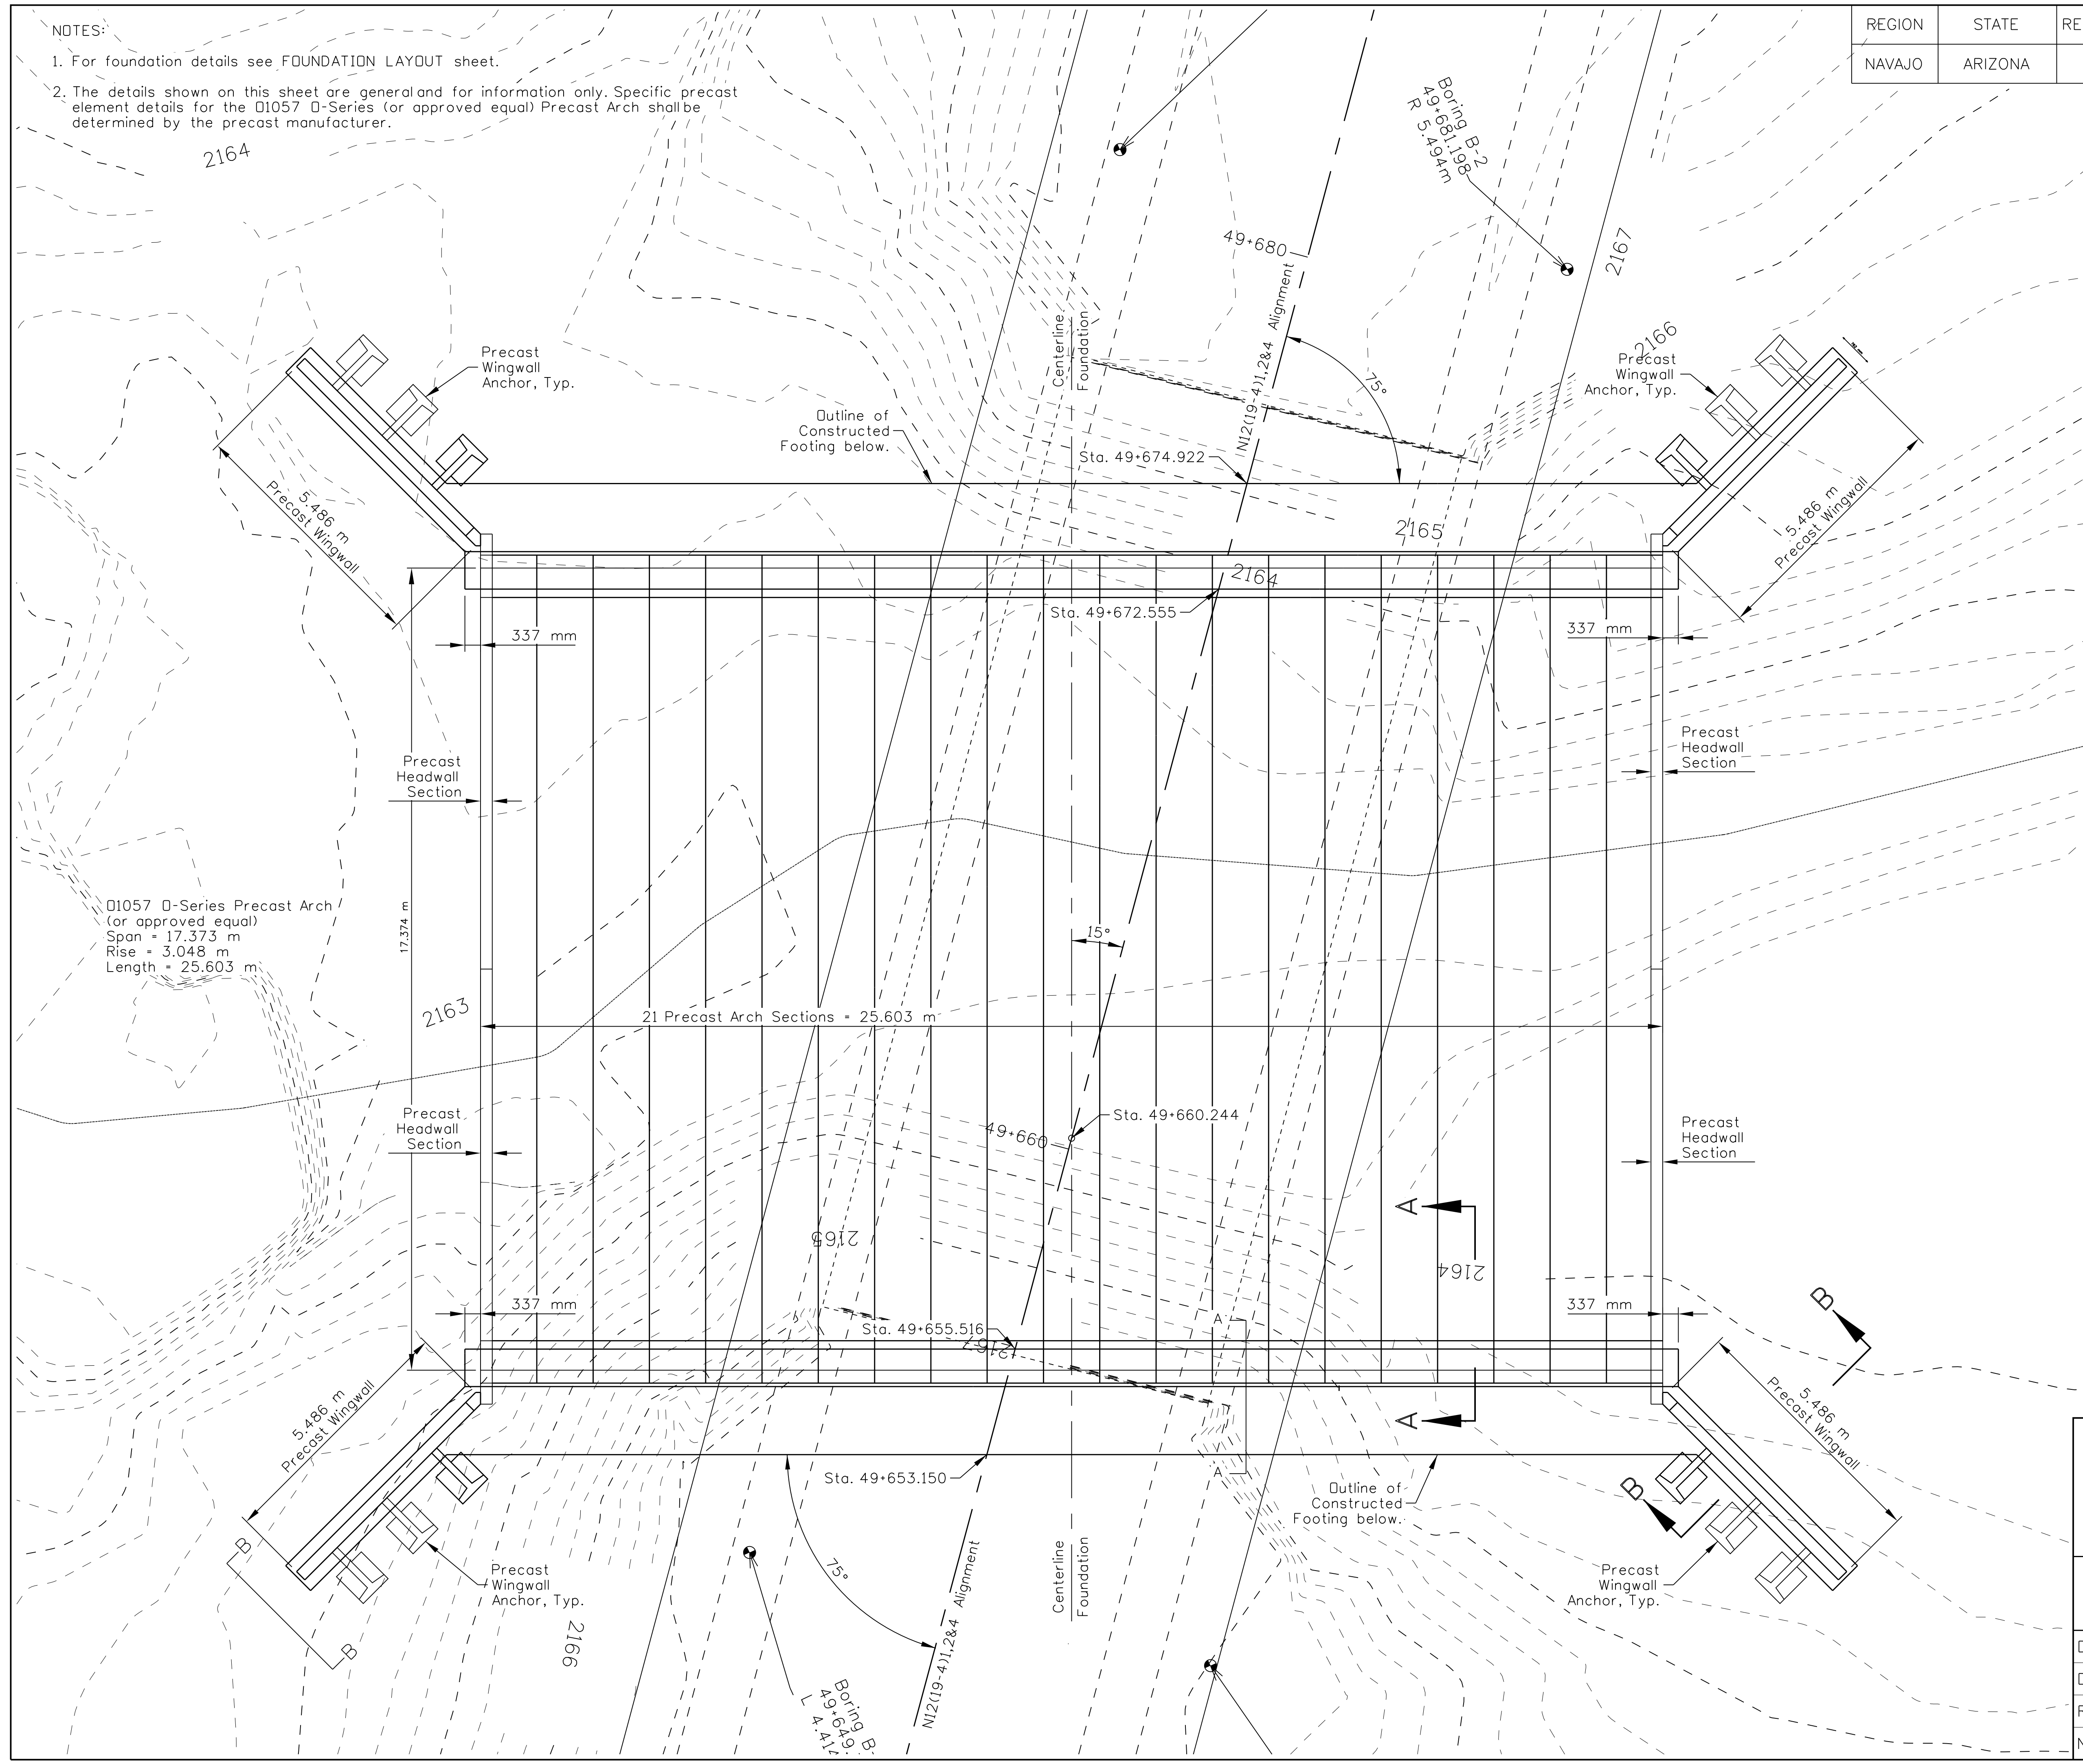 NOTES:
1. For foundation details see FOUNDATION LAYOUT sheet.
2. The details shown on this sheet are general and for information only. Specific precast
element details for the O1057 O-Series (or approved equal) Precast Arch shall be
determined by the precast manufacturer.
REGION STATE
NAVAJO ARIZONA
2164
Boring B-2
49+681.198
R 5.494m
2167
49+680
N12(19-4)1,2&4 Alignment
Centerline
Foundation
75°
2166
Precast
Wingwall
Anchor, Typ.
Precast
Wingwall
Anchor, Typ.
Outline of
Constructed
Footing below.
Sta. 49+674.922
5.486 m
Precast Wingwall
5.486 m
Precast Wingwall
2165
2164
Sta. 49+672.555
337 mm
337 mm
Precast
Headwall
Section
Precast
Headwall
Section
O1057 O-Series Precast Arch
(or approved equal)
Span = 17.373 m
Rise = 3.048 m
Length = 25.603 m
17.374 m
15°
2163
21 Precast Arch Sections = 25.603 m
Precast
Headwall
Section
Precast
Headwall
Section
Sta. 49+660.244
49+660
A
2165
2164
337 mm
337 mm
B
Sta. 49+655.516
A
2167
A
5.486 m
Precast Wingwall
5.486 m
Precast Wingwall
Sta. 49+653.150
A
Outline of
Constructed
Footing below.
B
B
75°
Centerline
Foundation
N12(19-4)1,2&4 Alignment
Precast
Wingwall
Anchor, Typ.
Precast
Wingwall
Anchor, Typ.
B
2166
Boring
49+649.
L 4.414